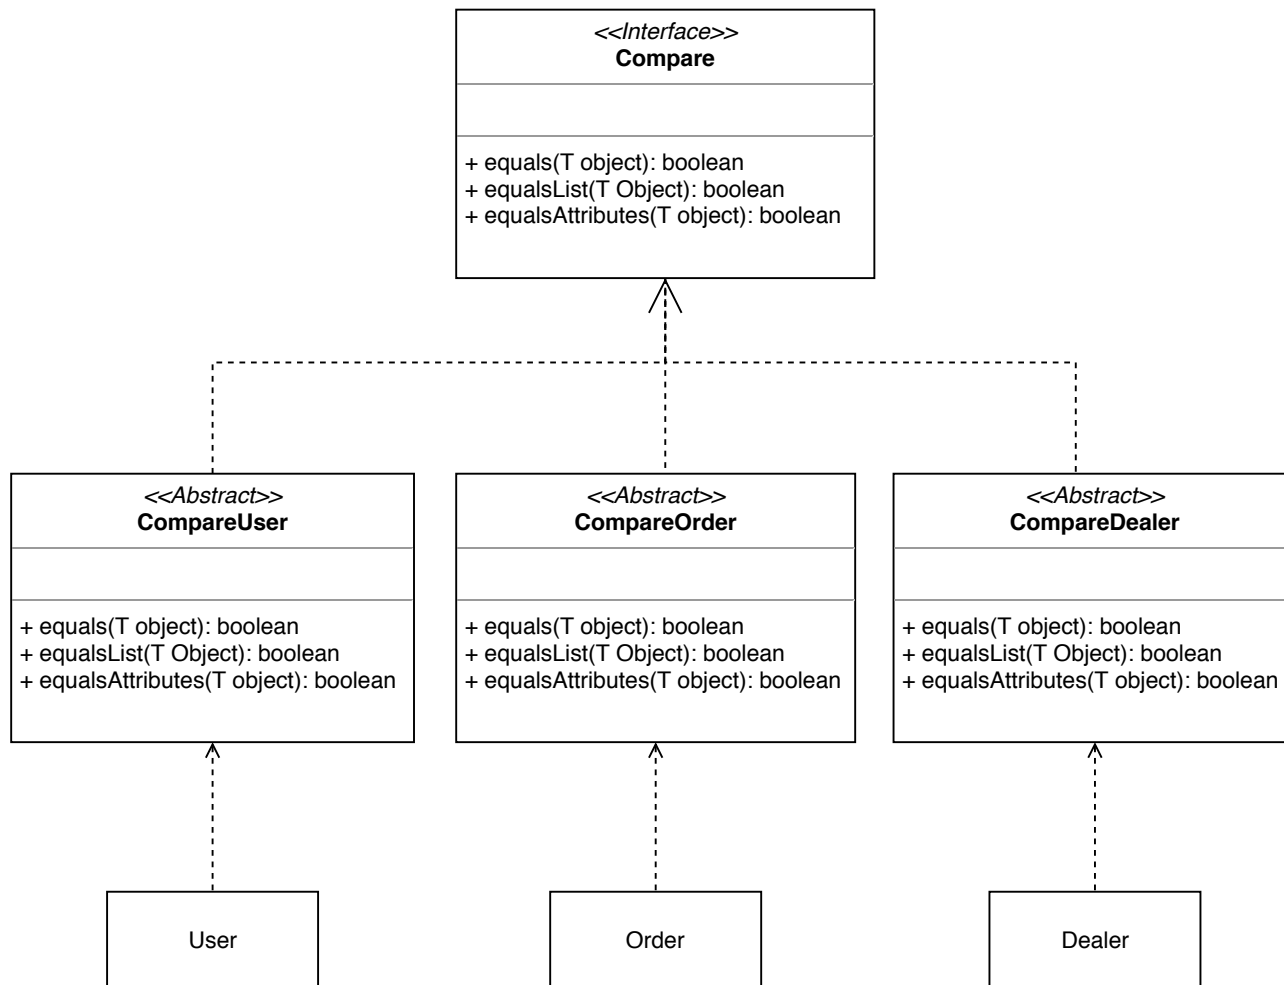 <<Interface>>
Compare
+ equals(T object): boolean
+ equalsList(T Object): boolean
+ equalsAttributes(T object): boolean
<<Abstract>>
CompareUser
+ equals(T object): boolean
+ equalsList(T Object): boolean
+ equalsAttributes(T object): boolean
<<Abstract>>
CompareOrder
+ equals(T object): boolean
+ equalsList(T Object): boolean
+ equalsAttributes(T object): boolean
<<Abstract>>
CompareDealer
+ equals(T object): boolean
+ equalsList(T Object): boolean
+ equalsAttributes(T object): boolean
User
Order
Dealer